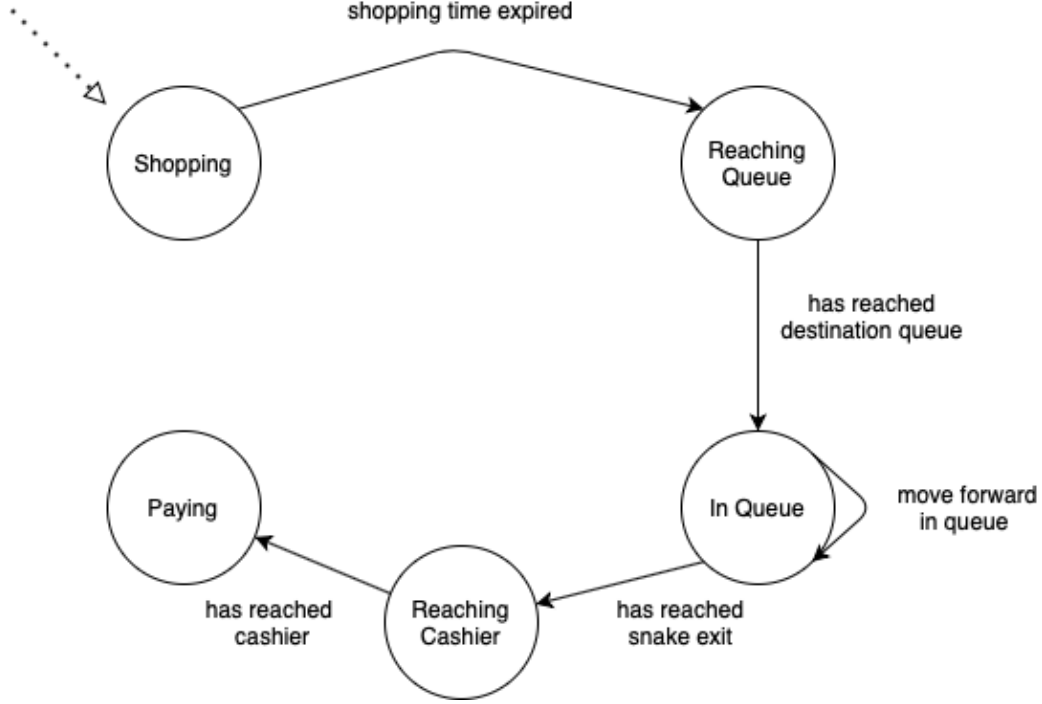 shopping time expired
Shopping
Reaching
Queue
has reached
destination queue
Paying
In Queue
move forward
in queue
has reached
cashier
Reaching
Cashier
has reached
snake exit